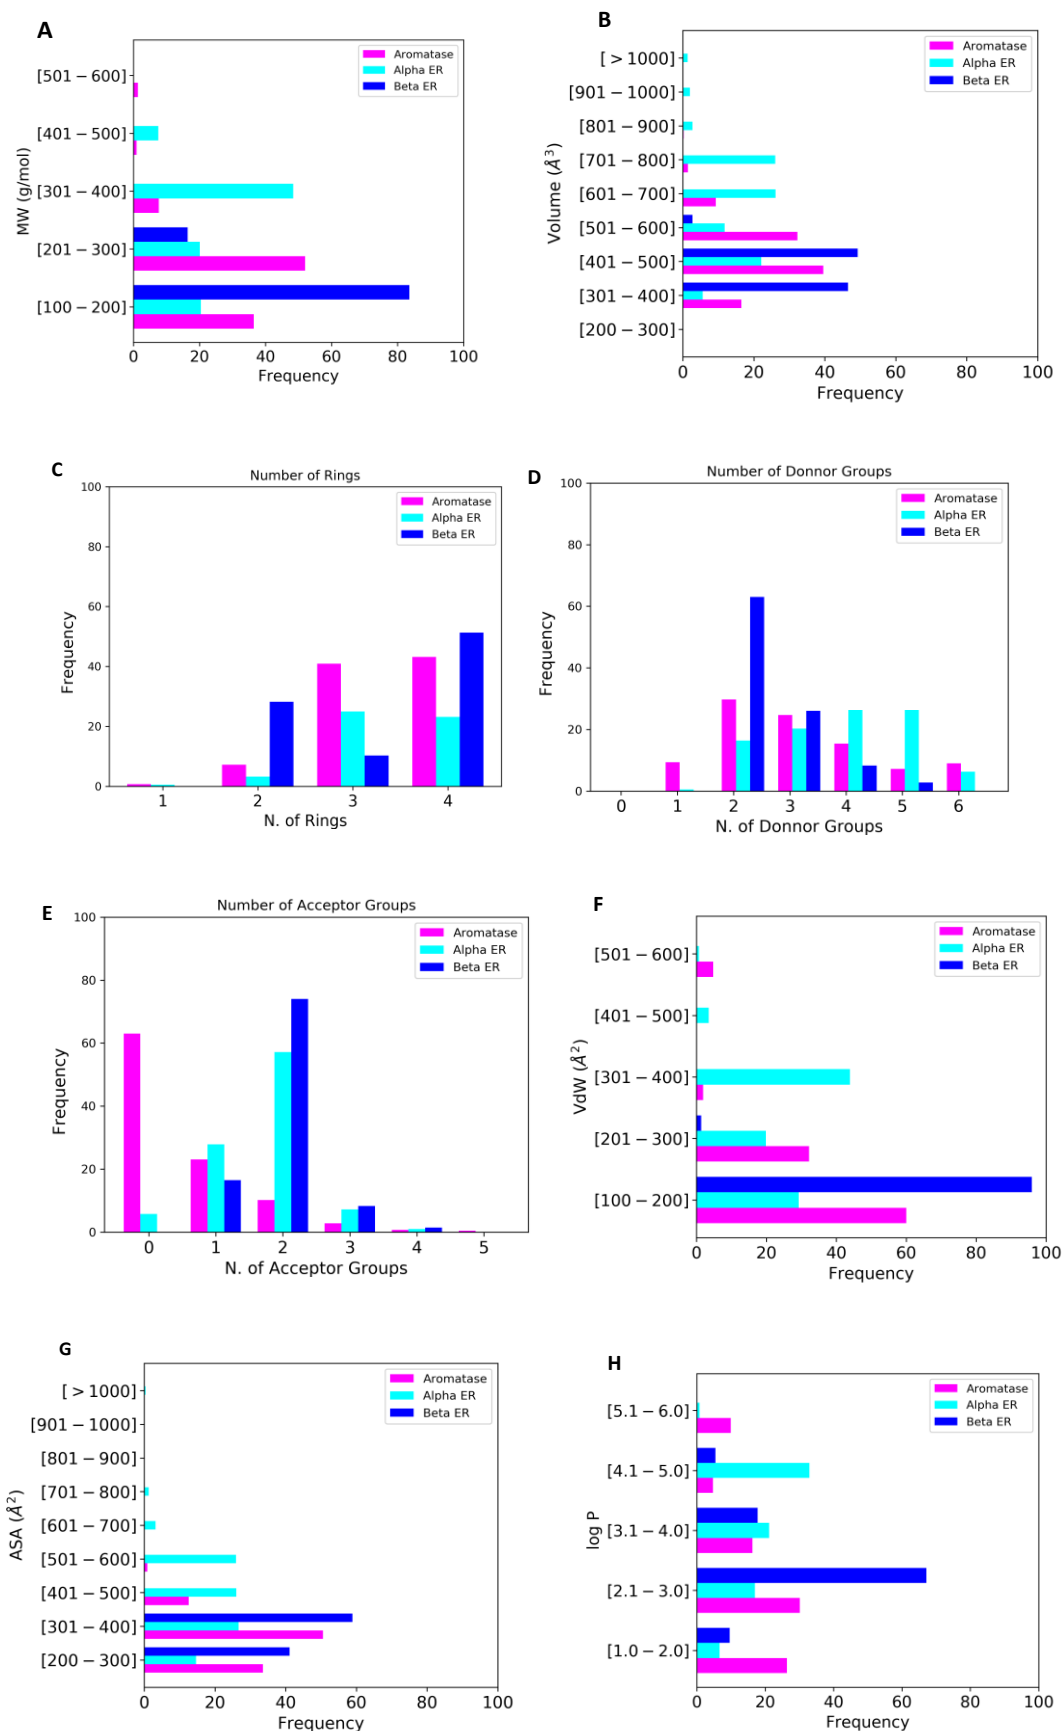 A
Aromatase
Alpha ER
Beta ER
[501 − 600]
[401 − 500]
[301 − 400]
[201 − 300]
[100 − 200]
MW (g/mol)
0 20 40 60 80 100
Frequency
B
Aromatase
Alpha ER
Beta ER
[ > 1000]
[901 − 1000]
[801 − 900]
[701 − 800]
[601 − 700]
[501 − 600]
[401 − 500]
[301 − 400]
[200 − 300]
Volume (Å³)
0 20 40 60 80 100
Frequency
C
Number of Rings
Aromatase
Alpha ER
Beta ER
100
80
60
40
20
0
Frequency
1 2 3 4
N. of Rings
D
Number of Donnor Groups
Aromatase
Alpha ER
Beta ER
100
80
60
40
20
0
Frequency
0 1 2 3 4 5 6
N. of Donnor Groups
E
Number of Acceptor Groups
Aromatase
Alpha ER
Beta ER
100
80
60
40
20
0
Frequency
0 1 2 3 4 5
N. of Acceptor Groups
F
Aromatase
Alpha ER
Beta ER
[501 − 600]
[401 − 500]
[301 − 400]
[201 − 300]
[100 − 200]
VdW (Å²)
0 20 40 60 80 100
Frequency
G
Aromatase
Alpha ER
Beta ER
[ > 1000]
[901 − 1000]
[801 − 900]
[701 − 800]
[601 − 700]
[501 − 600]
[401 − 500]
[301 − 400]
[200 − 300]
ASA (Å²)
0 20 40 60 80 100
Frequency
H
Aromatase
Alpha ER
Beta ER
[5.1 − 6.0]
[4.1 − 5.0]
[3.1 − 4.0]
[2.1 − 3.0]
[1.0 − 2.0]
log P
0 20 40 60 80 100
Frequency